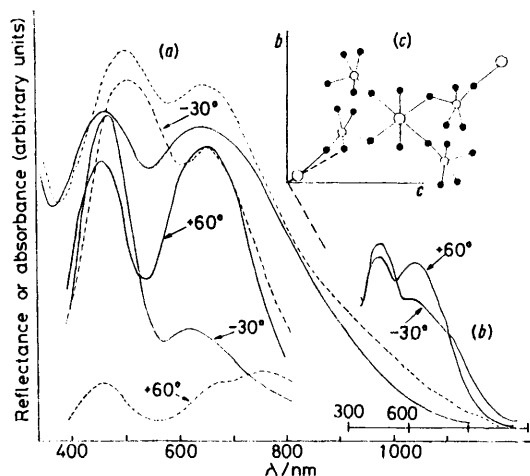 Reflectance or absorbance (arbitrary units)
(a)
(c)
b
c
-30°
+60°
-30°
+60°
+60°
-30°
(b)
300 600
400 600 800 1000
λ/nm